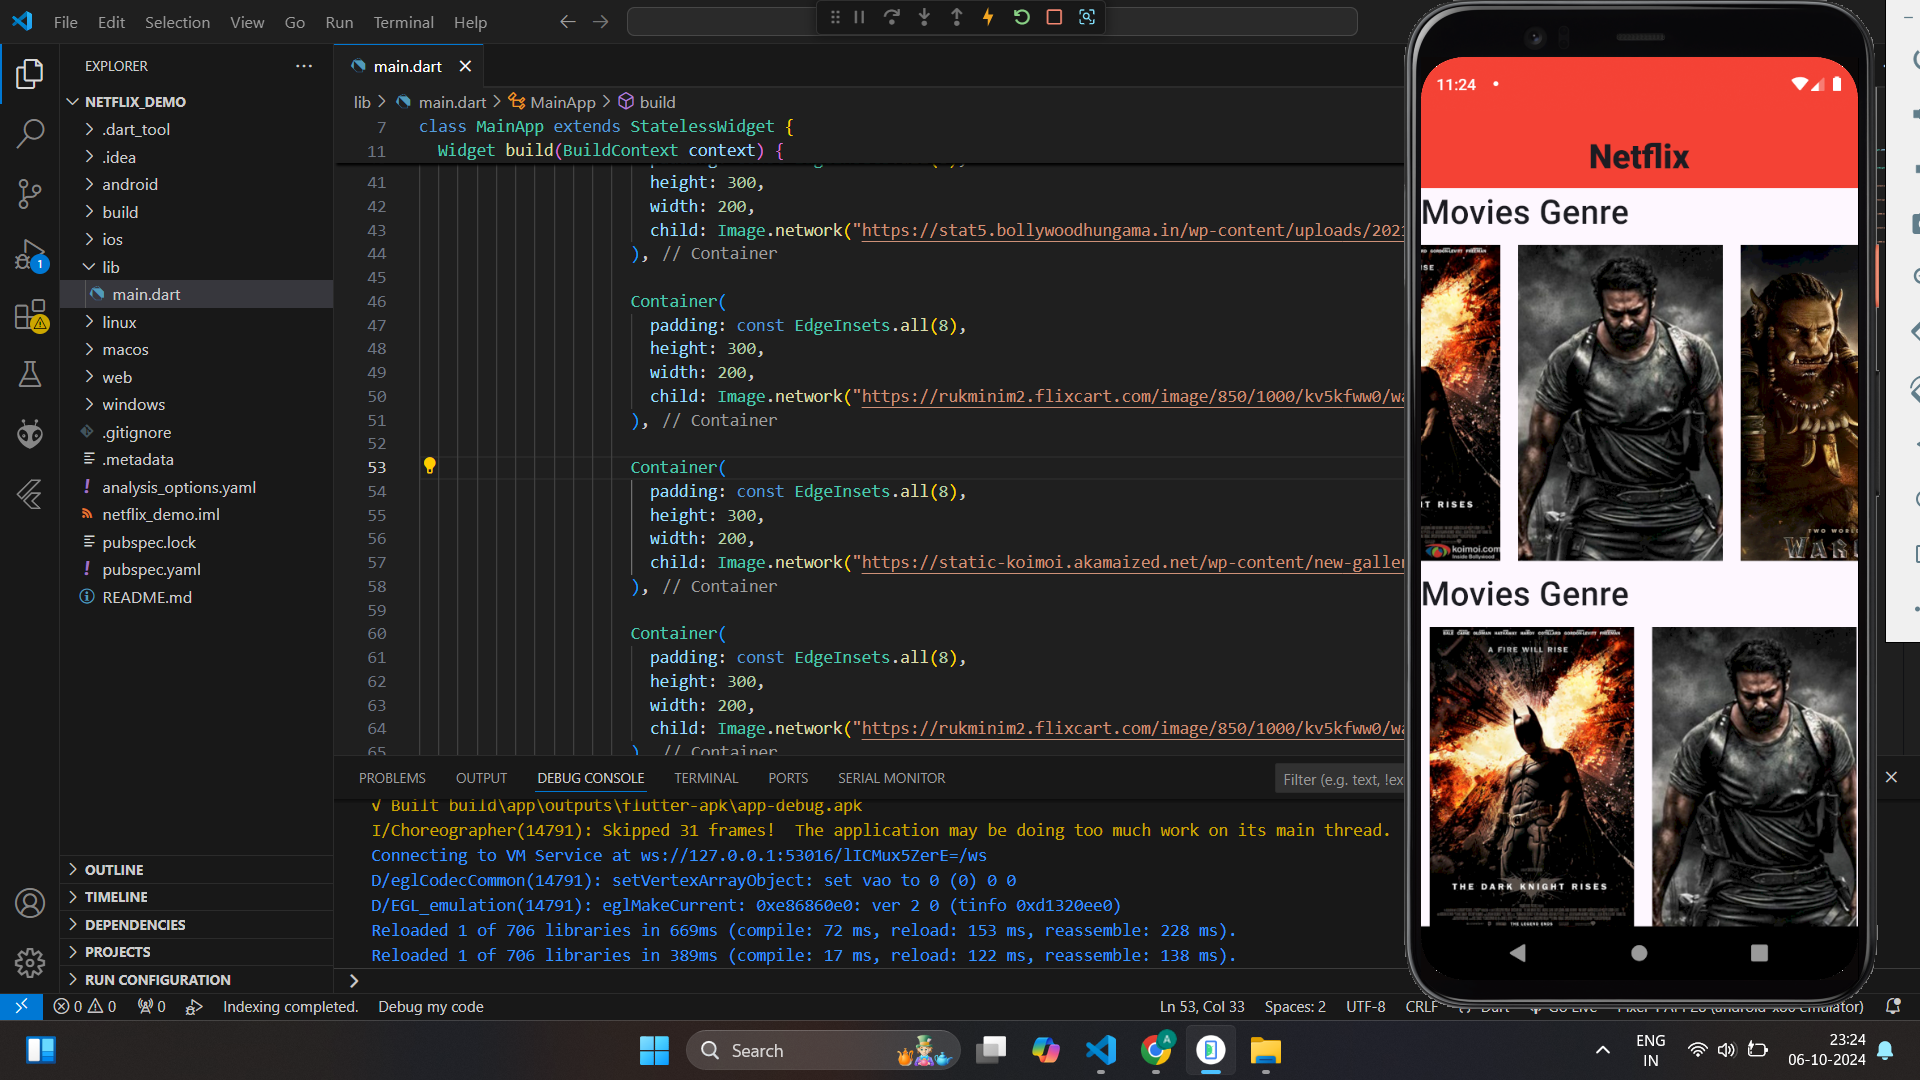 File Edit Selection View Go Run Terminal Help
EXPLORER
NETFLIX_DEMO
.dart_tool
.idea
android
build
ios
lib
main.dart
linux
macos
web
windows
.gitignore
.metadata
analysis_options.yaml
netflix_demo.iml
pubspec.lock
pubspec.yaml
README.md
OUTLINE
TIMELINE
DEPENDENCIES
PROJECTS
RUN CONFIGURATION
1
main.dart
lib > main.dart > MainApp > build
7 class MainApp extends StatelessWidget {
11 Widget build(BuildContext context) {
41 height: 300,
42 width: 200,
43 child: Image.network("https://stat5.bollywoodhungama.in/wp-content/uploads/202
44 ), // Container
45
46 Container(
47 padding: const EdgeInsets.all(8),
48 height: 300,
49 width: 200,
50 child: Image.network("https://rukminim2.flixcart.com/image/850/1000/kv5kfww0/wa
51 ), // Container
52
53 Container(
54 padding: const EdgeInsets.all(8),
55 height: 300,
56 width: 200,
57 child: Image.network("https://static-koimoi.akamaized.net/wp-content/new-galler
58 ), // Container
59
60 Container(
61 padding: const EdgeInsets.all(8),
62 height: 300,
63 width: 200,
64 child: Image.network("https://rukminim2.flixcart.com/image/850/1000/kv5kfww0/wa
65 ) // Container
PROBLEMS OUTPUT DEBUG CONSOLE TERMINAL PORTS SERIAL MONITOR
Filter (e.g. text, !ex
√ Built build\app\outputs\flutter-apk\app-debug.apk
I/Choreographer(14791): Skipped 31 frames!  The application may be doing too much work on its main thread.
Connecting to VM Service at ws://127.0.0.1:53016/lICMux5ZerE=/ws
D/eglCodecCommon(14791): setVertexArrayObject: set vao to 0 (0) 0 0
D/EGL_emulation(14791): eglMakeCurrent: 0xe86860e0: ver 2 0 (tinfo 0xd1320ee0)
Reloaded 1 of 706 libraries in 669ms (compile: 72 ms, reload: 153 ms, reassemble: 228 ms).
Reloaded 1 of 706 libraries in 389ms (compile: 17 ms, reload: 122 ms, reassemble: 138 ms).
0 0 0 Indexing completed. Debug my code
Ln 53, Col 33 Spaces: 2 UTF-8 CRLF
11:24
Netflix
Movies Genre
RISE
HT RISES
koimoi.com
TWO WOR
WAR
Movies Genre
A FIRE WILL RISE
THE DARK KNIGHT RISES
THE LEGEND ENDS
Search
A
ENG
IN
23:24
06-10-2024